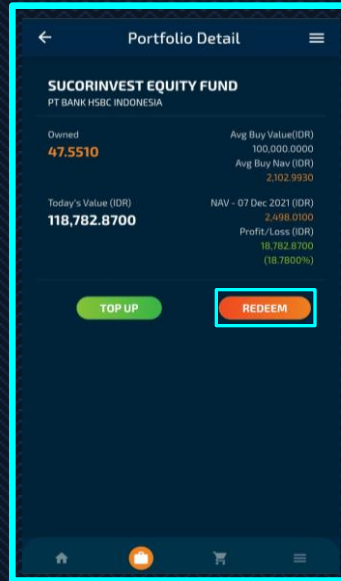 Portfolio Detail
SUCORINVEST EQUITY FUND
PT BANK HSBC INDONESIA
Owned
47.5510
Avg Buy Value(IDR)
100,000.0000
Avg Buy Nav (IDR)
2,102.9930
Today's Value (IDR)
118,782.8700
NAV - 07 Dec 2021 (IDR)
2,498.0100
Profit/Loss (IDR)
18,782.8700
(18.7800%)
TOP UP
REDEEM